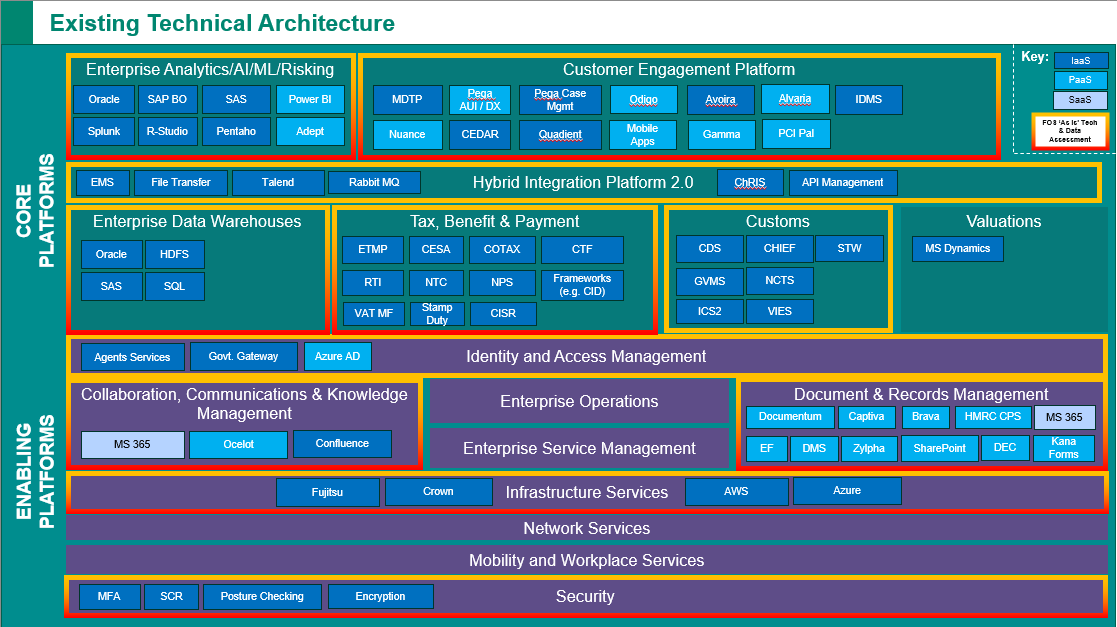 Existing Technical Architecture
Key:
IaaS
PaaS
SaaS
FOS 'As Is' Tech
& Data
Assessment
CORE
PLATFORMS
Enterprise Analytics/AI/ML/Risking
Oracle
SAP BO
SAS
Power BI
Splunk
R-Studio
Pentaho
Adept
Customer Engagement Platform
MDTP
Pega
AUI / DX
Pega Case
Mgmt
Odigo
Avoira
Alvaria
IDMS
Nuance
CEDAR
Quadient
Mobile
Apps
Gamma
PCI Pal
EMS
File Transfer
Talend
Rabbit MQ
Hybrid Integration Platform 2.0
ChRIS
API Management
Enterprise Data Warehouses
Oracle
HDFS
SAS
SQL
Tax, Benefit & Payment
ETMP
CESA
COTAX
CTF
RTI
NTC
NPS
Frameworks
(e.g. CID)
VAT MF
Stamp
Duty
CISR
Customs
CDS
CHIEF
STW
GVMS
NCTS
ICS2
VIES
Valuations
MS Dynamics
ENABLING
PLATFORMS
Agents Services
Govt. Gateway
Azure AD
Identity and Access Management
Collaboration, Communications & Knowledge
Management
MS 365
Ocelot
Confluence
Enterprise Operations
Enterprise Service Management
Document & Records Management
Documentum
Captiva
Brava
HMRC CPS
MS 365
EF
DMS
Zylpha
SharePoint
DEC
Kana
Forms
Fujitsu
Crown
Infrastructure Services
AWS
Azure
Network Services
Mobility and Workplace Services
MFA
SCR
Posture Checking
Encryption
Security